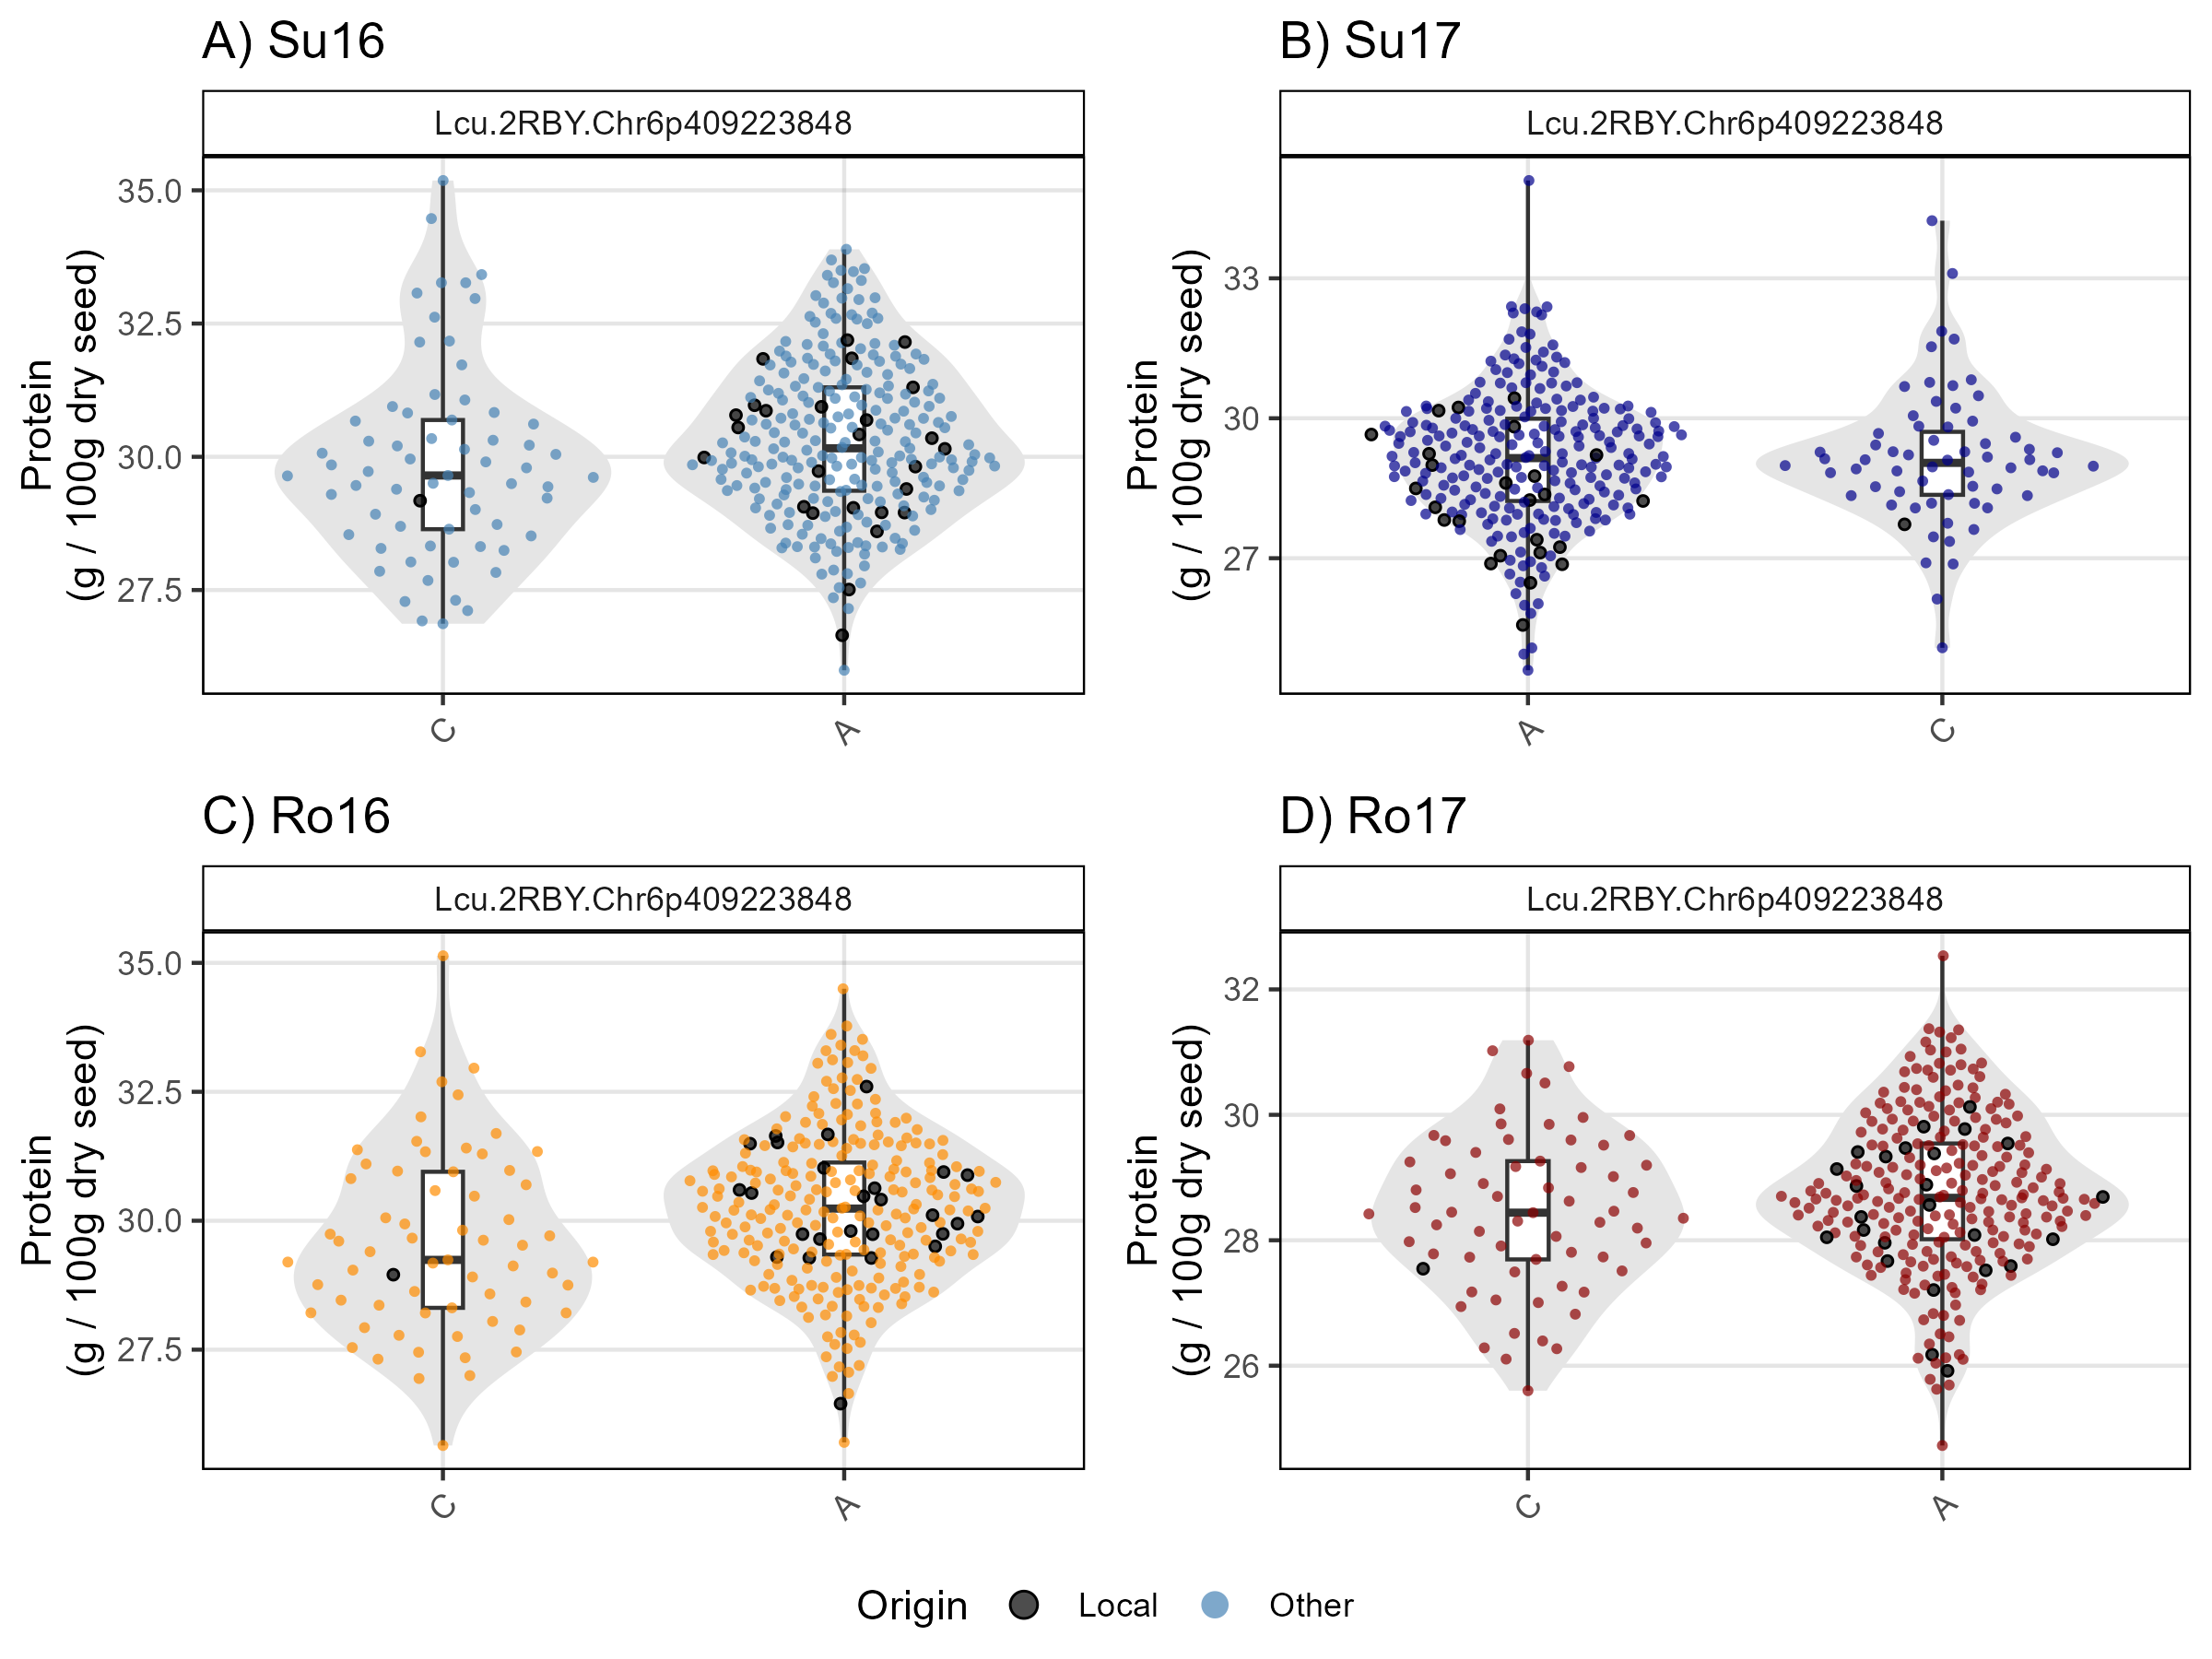 A) Su16
Lcu.2RBY.Chr6p409223848
Protein
(g / 100g dry seed)
35.0
32.5
30.0
27.5
C
A
B) Su17
Lcu.2RBY.Chr6p409223848
Protein
(g / 100g dry seed)
33
30
27
A
C
C) Ro16
Lcu.2RBY.Chr6p409223848
Protein
(g / 100g dry seed)
35.0
32.5
30.0
27.5
C
A
D) Ro17
Lcu.2RBY.Chr6p409223848
Protein
(g / 100g dry seed)
32
30
28
26
C
A
Origin Local Other